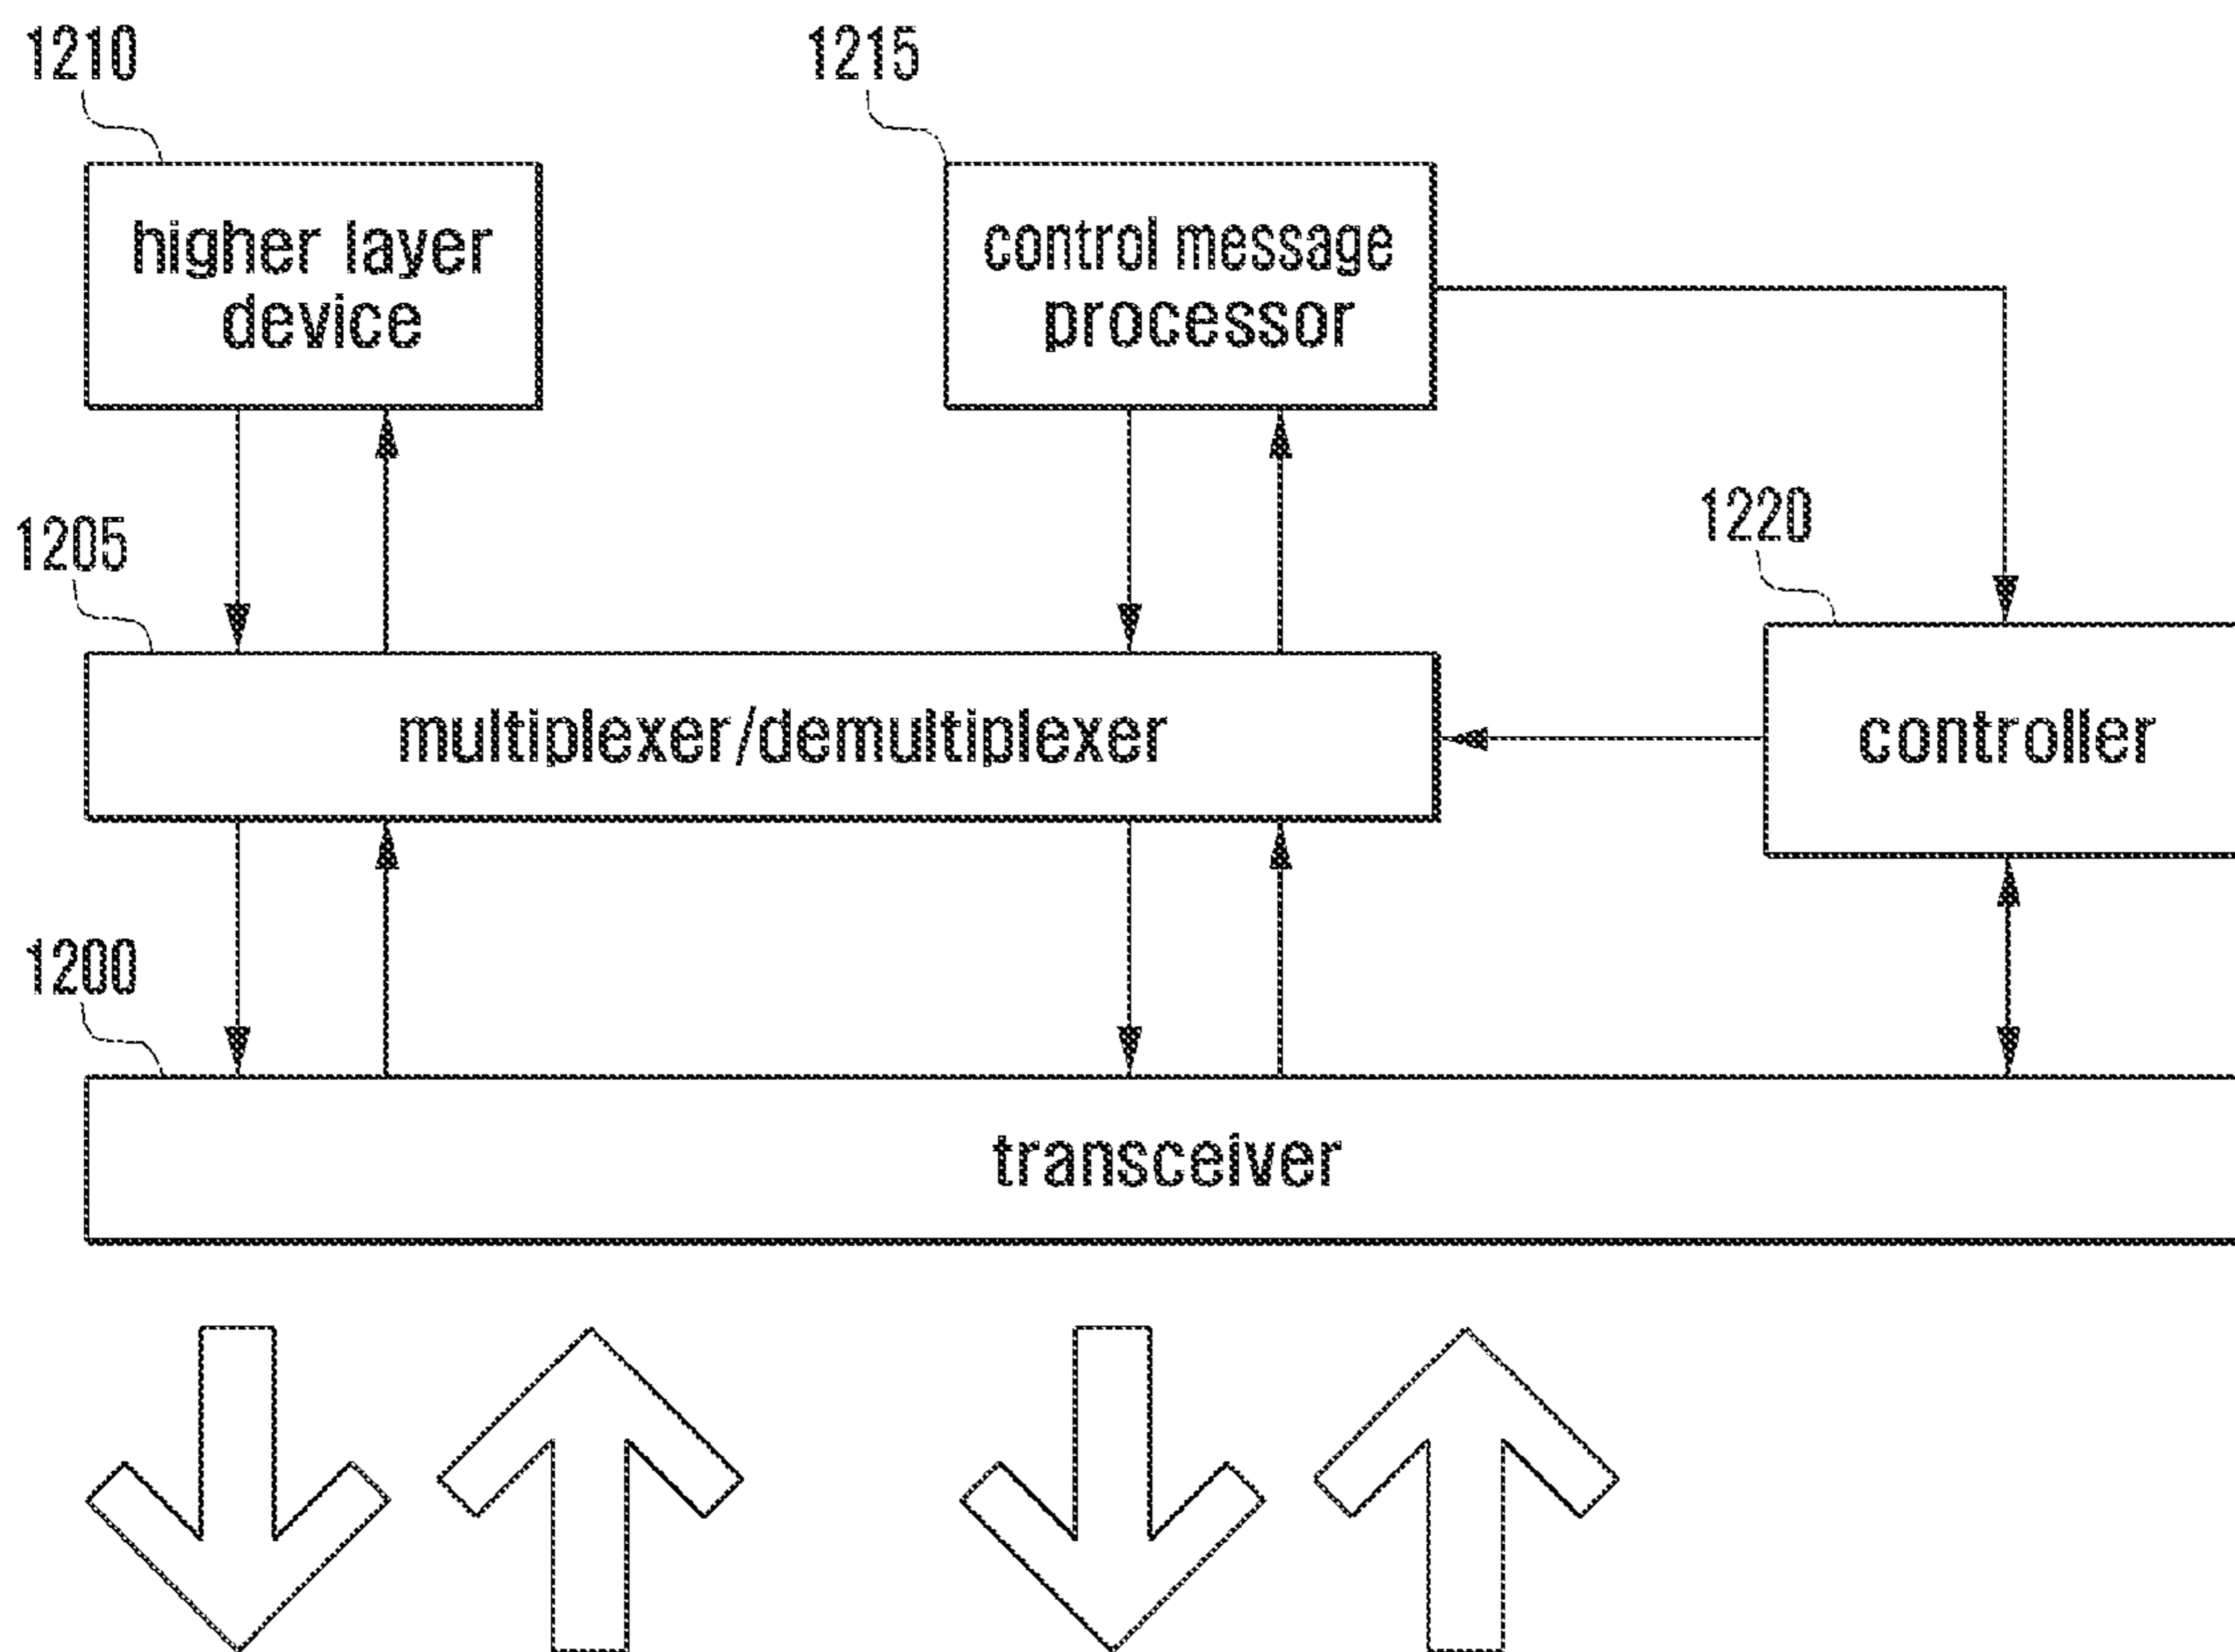 1210
1215
higher layer
device
control message
processor
1205
1220
multiplexer/demultiplexer
controller
1200
transceiver